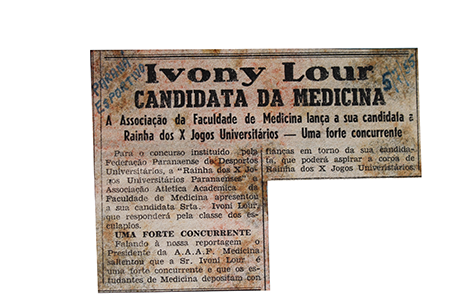 PARANÁ
ESPORTIVO
Ivony Lour
CANDIDATA DA MEDICINA
A Associação da Faculdade de Medicina lança a sua candidata a
Rainha dos X Jogos Universitários — Uma forte concurrente
Para o concurso instituido pela
Federação Paranaense de Desportos
Universitários, a "Rainha dos X Jo
gos Universitários Paranaenses" a
Associação Atletica Academica da
Faculdade de Medicina apresentou
a sua candidata Srta. Ivoni Lour,
que responderá pela classe dos es-
culapios.
UMA FORTE CONCURRENTE
Falando à nossa reportagem o
Presidente da A.A.A.F. Medicina
salientou que a Sr. Ivoni Lour é
uma forte concurrente e que os es-
tudantes de Medicina depositam con
fianças em torno da sua candida-
ta, que poderá aspirar a corôa de
Rainha dos X Jogos Universitários.